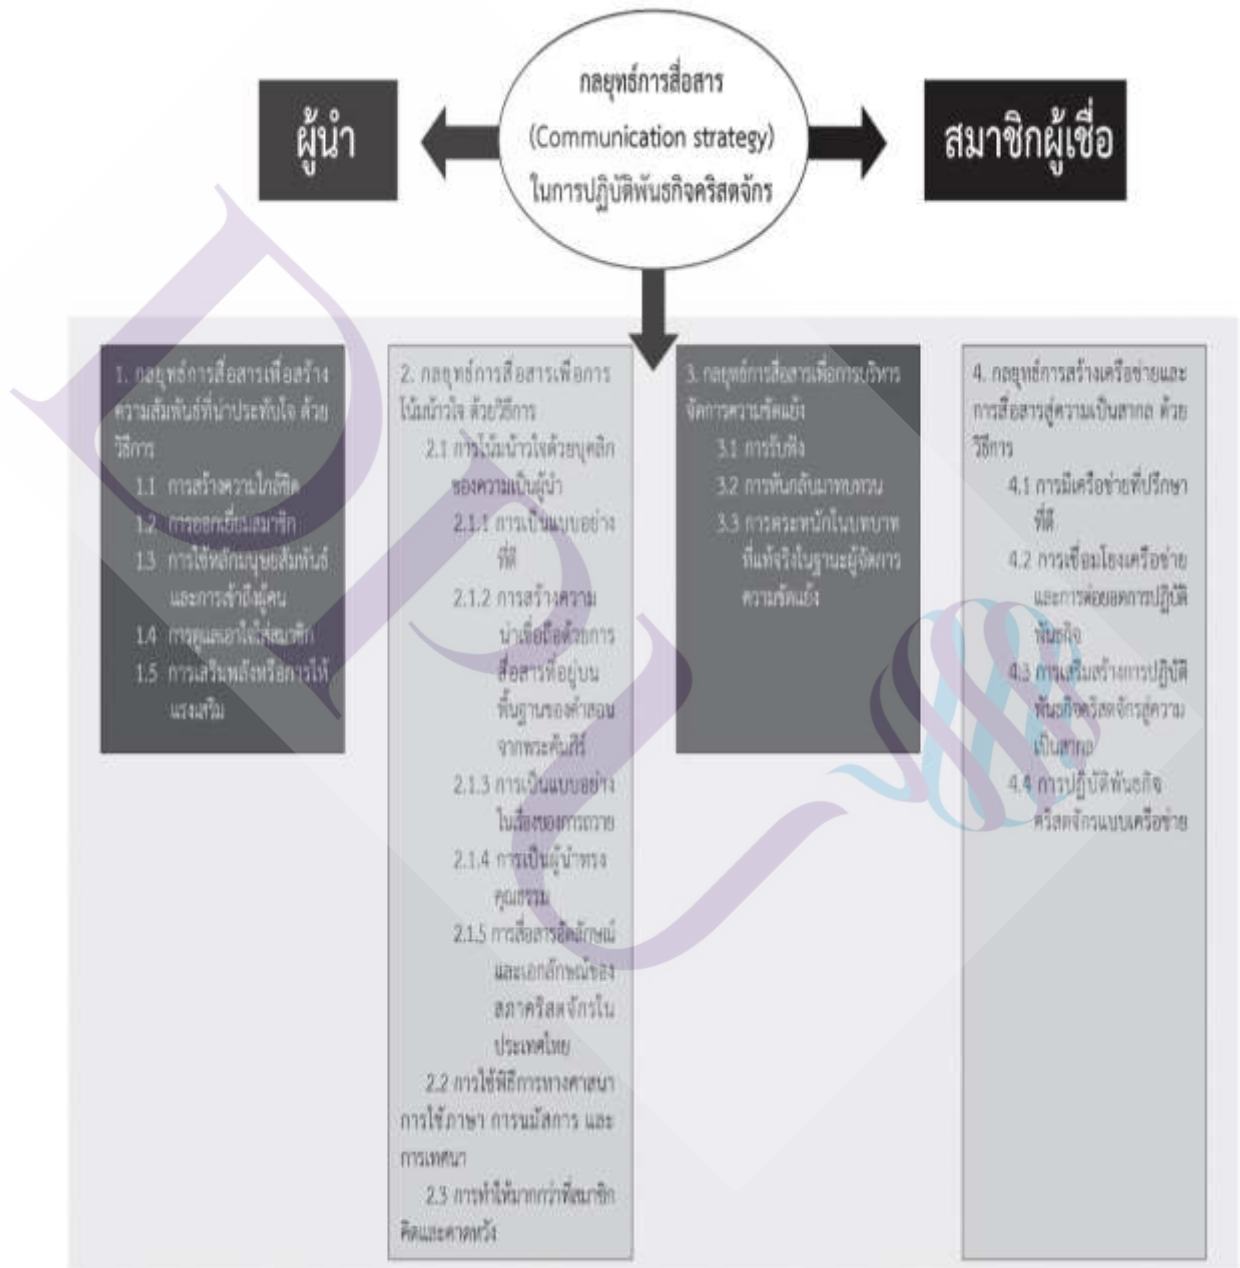 ผู้นำ
กลยุทธ์การสื่อสาร
(Communication strategy)
ในการปฏิบัติพันธกิจคริสตจักร
สมาชิกผู้เชื่อ
1. กลยุทธ์การสื่อสารเพื่อสร้าง
ความสัมพันธ์ที่น่าประทับใจ ด้วย
วิธีการ
1.1 การสร้างความใกล้ชิด
1.2 การออกเยี่ยมสมาชิก
1.3 การใช้หลักมนุษยสัมพันธ์
และการเข้าถึงผู้คน
1.4 การดูแลเอาใจใส่สมาชิก
1.5 การเสริมพลังหรือการให้
แรงเสริม
2. กลยุทธ์การสื่อสารเพื่อการ
โน้มน้าวใจ ด้วยวิธีการ
2.1 การโน้มน้าวใจด้วยบุคลิก
ของความเป็นผู้นำ
2.1.1 การเป็นแบบอย่าง
ที่ดี
2.1.2 การสร้างความ
น่าเชื่อถือด้วยการ
สื่อสารที่อยู่บน
พื้นฐานของคำสอน
จากพระคัมภีร์
2.1.3 การเป็นแบบอย่าง
ในเรื่องของการถวาย
2.1.4 การเป็นผู้นำทรง
คุณธรรม
2.1.5 การสื่อสารอัตลักษณ์
และเอกลักษณ์ของ
สภาคริสตจักรใน
ประเทศไทย
2.2 การใช้พิธีการทางศาสนา
การใช้ภาษา การนมัสการ และ
การเทศนา
2.3 การทำให้มากกว่าที่สมาชิก
คิดและคาดหวัง
3. กลยุทธ์การสื่อสารเพื่อการบริหาร
จัดการความขัดแย้ง
3.1 การรับฟัง
3.2 การหันกลับมาทบทวน
3.3 การตระหนักในบทบาท
ที่แท้จริงในฐานะผู้จัดการ
ความขัดแย้ง
4. กลยุทธ์การสร้างเครือข่ายและ
การสื่อสารสู่ความเป็นสากล ด้วย
วิธีการ
4.1 การมีเครือข่ายที่ปรึกษา
ที่ดี
4.2 การเชื่อมโยงเครือข่าย
และการต่อยอดการปฏิบัติ
พันธกิจ
4.3 การเสริมสร้างการปฏิบัติ
พันธกิจคริสตจักรสู่ความ
เป็นสากล
4.4 การปฏิบัติพันธกิจ
คริสตจักรแบบเครือข่าย
DPU